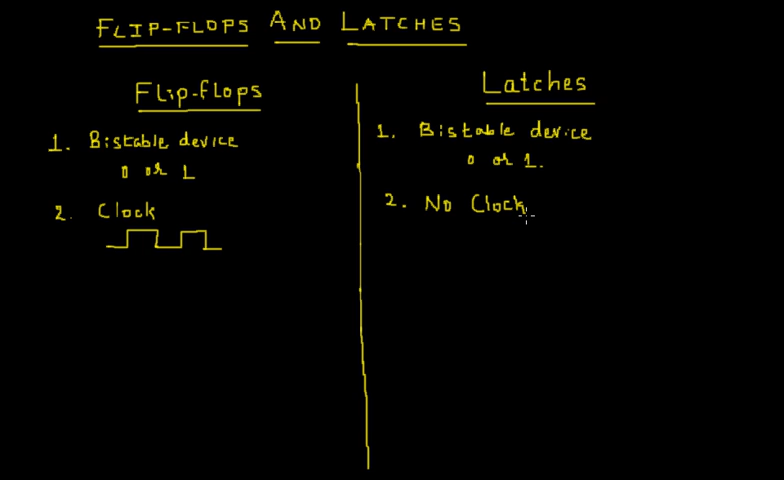 FLIP-FLOPS AND LATCHES
Flip-flops
1. Bistable device
0 or 1
2. Clock
Latches
1. Bistable device
0 or 1.
2. No Clock